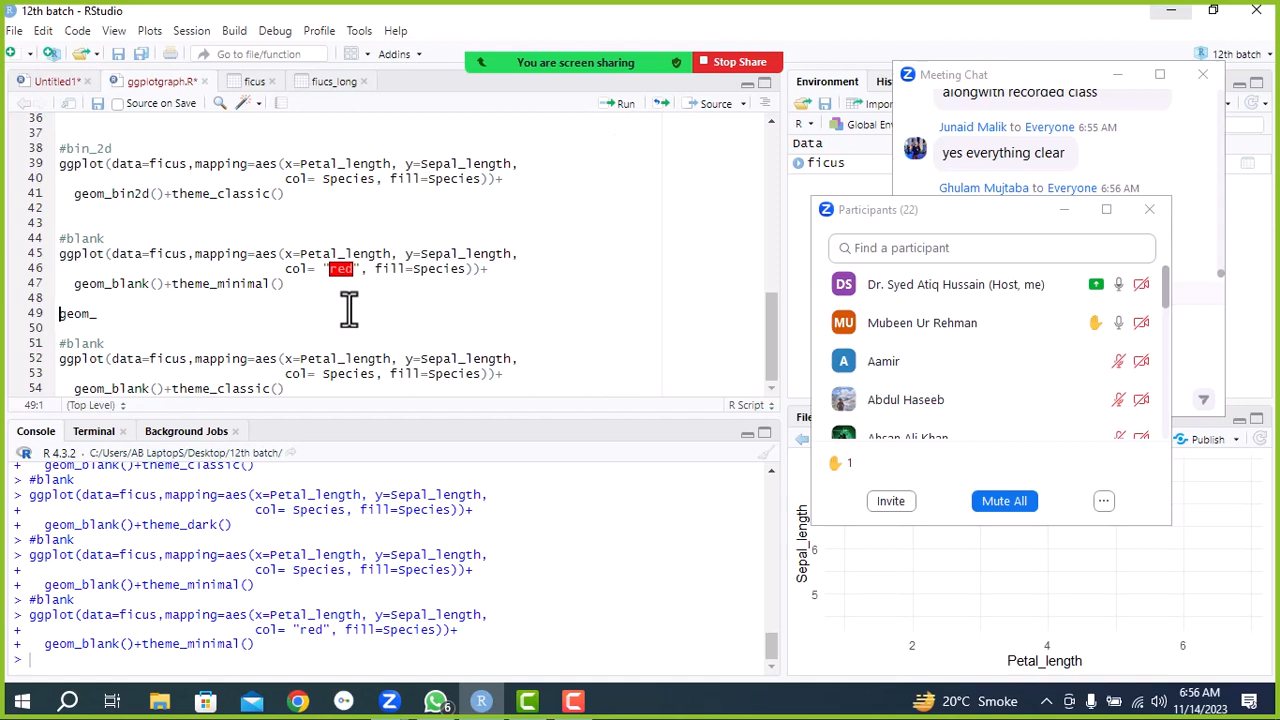 12th batch - RStudio
File Edit Code View Plots Session Build Debug Profile Tools Help
Go to file/function Addins
You are screen sharing Stop Share
12th batch
Untitled1* ggplotgraph.R* ficus fiucs_long
Source on Save Run Source
36
37
38 #bin_2d
39 ggplot(data=ficus,mapping=aes(x=Petal_length, y=Sepal_length,
40 col= Species, fill=Species))+
41 geom_bin2d()+theme_classic()
42
43
44 #blank
45 ggplot(data=ficus,mapping=aes(x=Petal_length, y=Sepal_length,
46 col= "red", fill=Species))+
47 geom_blank()+theme_minimal()
48
49 geom_
50
51 #blank
52 ggplot(data=ficus,mapping=aes(x=Petal_length, y=Sepal_length,
53 col= Species, fill=Species))+
54 geom_blank()+theme_classic()
49:1 (Top Level) R Script
Console Terminal Background Jobs
R 4.3.2 · C:/Users/AB LaptopS/Desktop/12th batch/
+ geom_blank()+theme_classic()
> #blank
> ggplot(data=ficus,mapping=aes(x=Petal_length, y=Sepal_length,
+ col= Species, fill=Species))+
+ geom_blank()+theme_dark()
> #blank
> ggplot(data=ficus,mapping=aes(x=Petal_length, y=Sepal_length,
+ col= Species, fill=Species))+
+ geom_blank()+theme_minimal()
> #blank
> ggplot(data=ficus,mapping=aes(x=Petal_length, y=Sepal_length,
+ col= "red", fill=Species))+
+ geom_blank()+theme_minimal()
>
Environment His
Impor
R Global Env
Data
ficus
Meeting Chat
alongwith recorded class
Junaid Malik to Everyone 6:55 AM
yes everything clear
Ghulam Mujtaba to Everyone 6:56 AM
Participants (22)
Find a participant
DS Dr. Syed Atiq Hussain (Host, me)
MU Mubeen Ur Rehman
A Aamir
Abdul Haseeb
Ahsan Ali Khan
1
Invite Mute All ...
File
Publish
Sepal_length
6
5
2 4 6
Petal_length
6
20°C Smoke
6:56 AM
11/14/2023